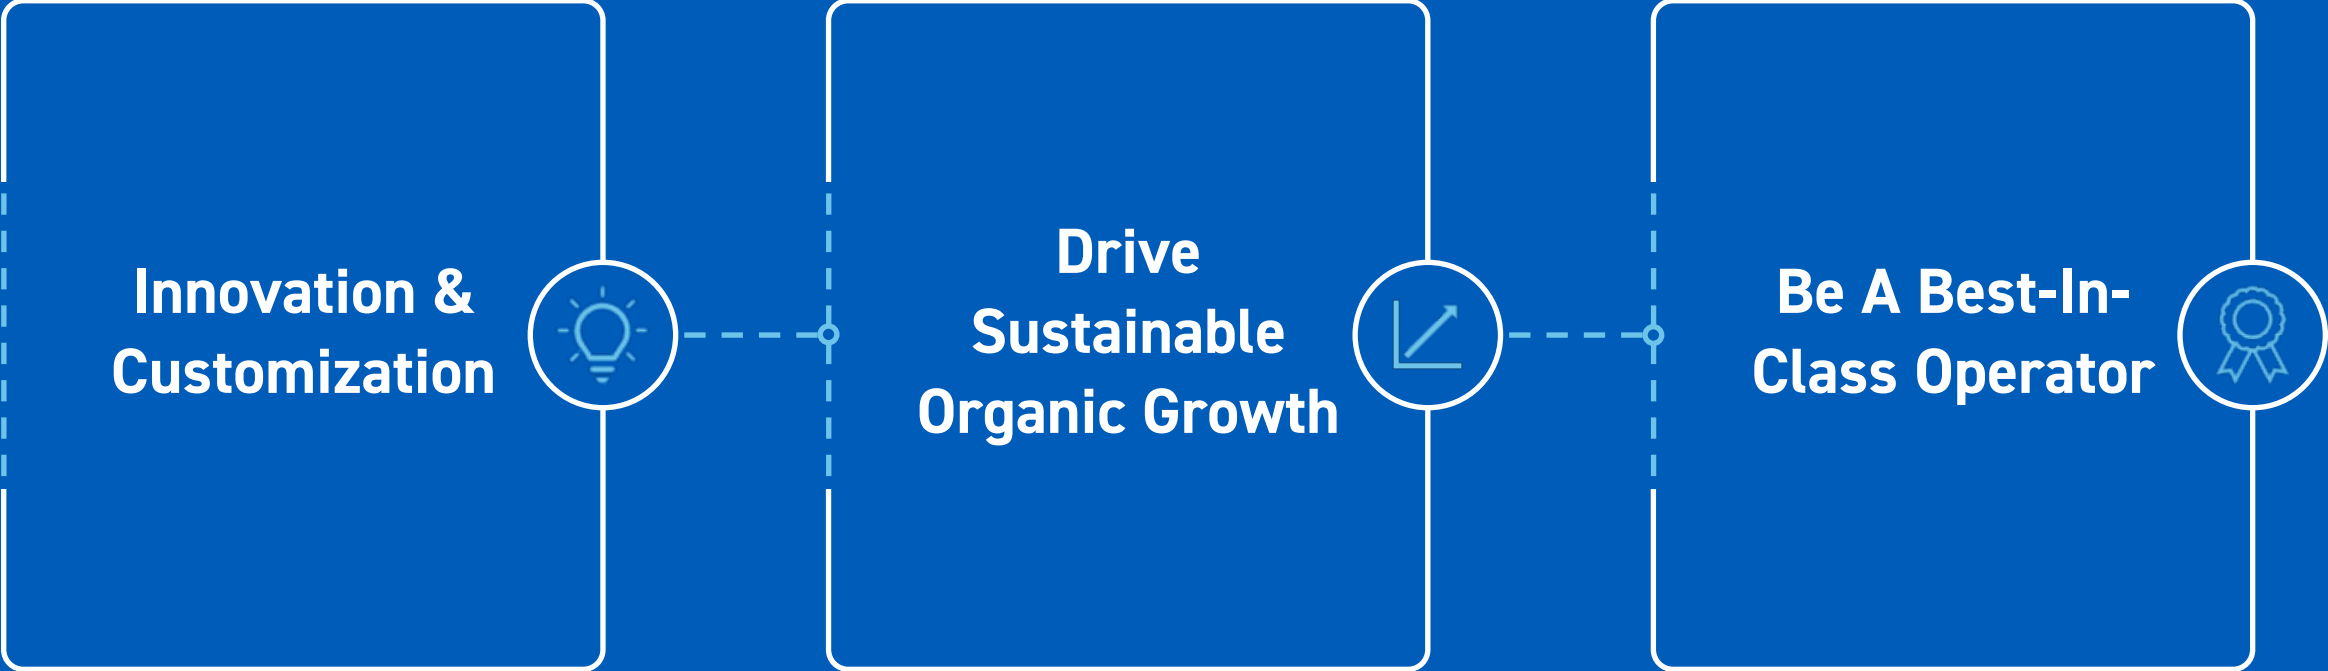 Innovation &
Customization
Drive
Sustainable
Organic Growth
Be A Best-In-
Class Operator